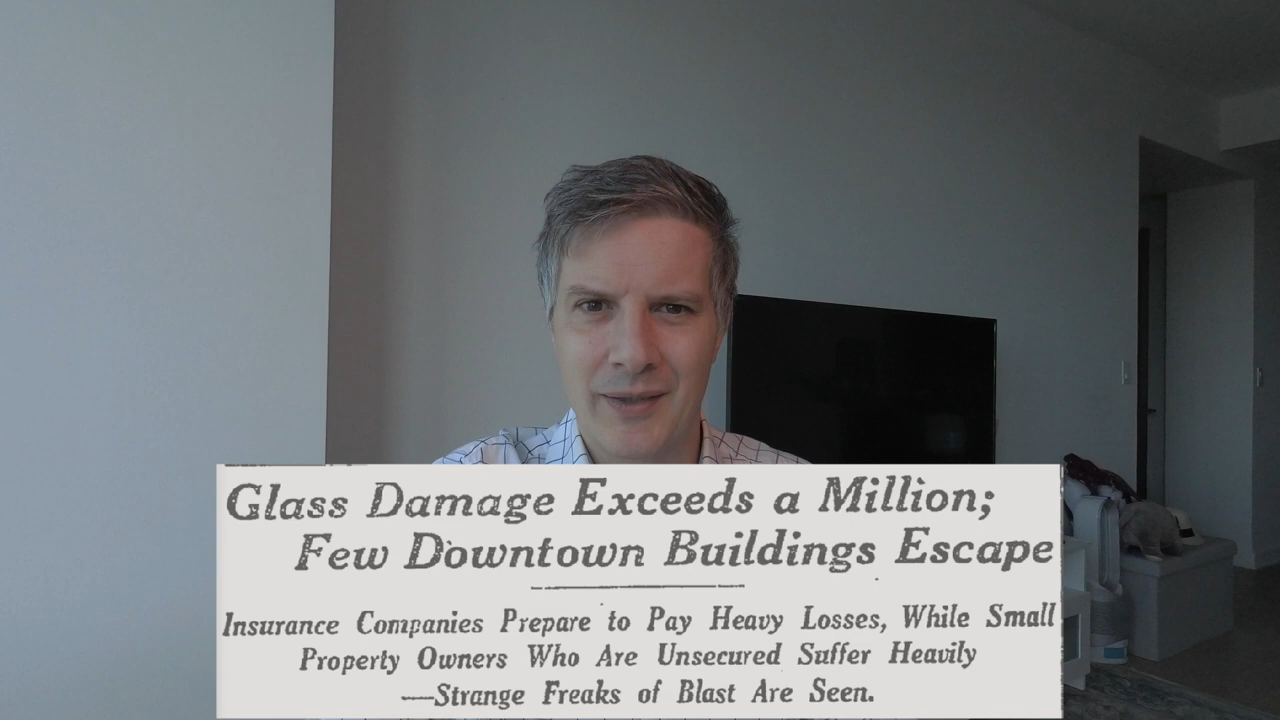 Glass Damage Exceeds a Million;
Few Downtown Buildings Escape
Insurance Companies Prepare to Pay Heavy Losses, While Small
Property Owners Who Are Unsecured Suffer Heavily
—Strange Freaks of Blast Are Seen.